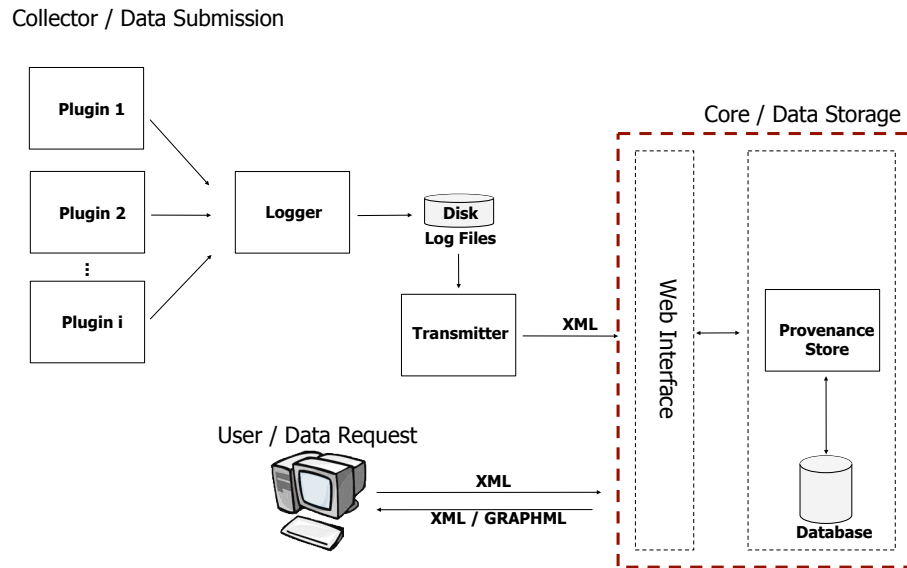 Collector / Data Submission
Plugin 1
Core / Data Storage
Plugin 2
Logger
Disk
Log Files
⋮
Plugin i
Transmitter
XML
Web Interface
Provenance
Store
User / Data Request
XML
XML / GRAPHML
Database